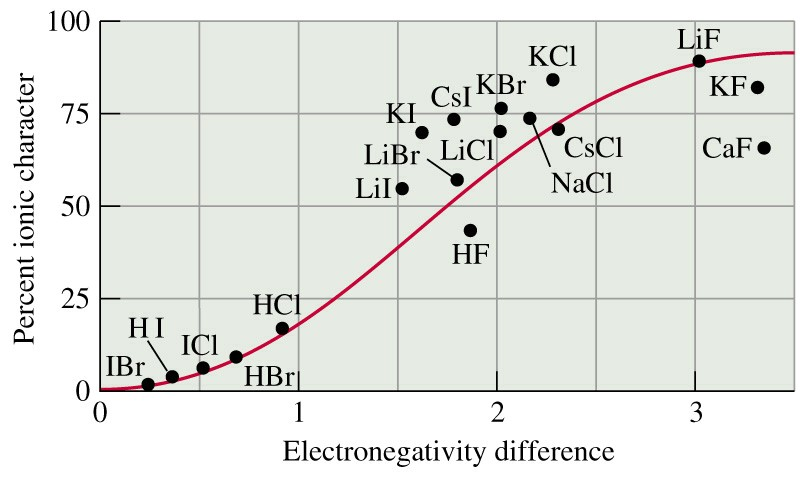 100
75
50
25
0
Percent ionic character
LiF
KCl
KF
KBr
CsI
KI
LiBr
LiCl
CsCl
CaF
NaCl
LiI
HF
HCl
HI
ICl
IBr
HBr
0
1
2
3
Electronegativity difference